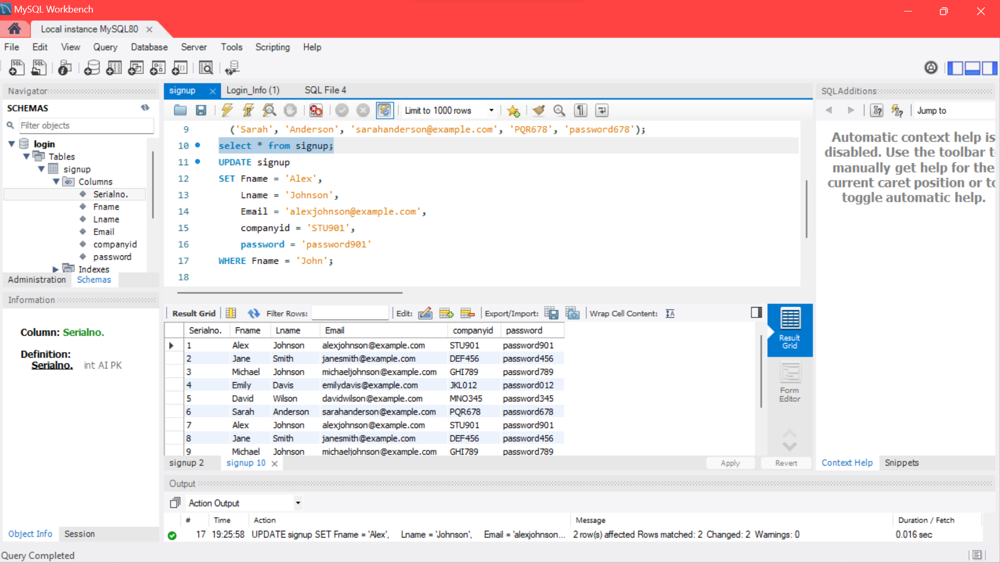 MySQL Workbench
Local instance MySQL80
File Edit View Query Database Server Tools Scripting Help
Navigator
SCHEMAS
Filter objects
login
Tables
signup
Columns
Serialno.
Fname
Lname
Email
companyid
password
Indexes
Administration Schemas
Information
Column: Serialno.
Definition:
Serialno. int AI PK
Object Info Session
Query Completed
signup Login_Info (1) SQL File 4
Limit to 1000 rows
9 ('Sarah', 'Anderson', 'sarahanderson@example.com', 'PQR678', 'password678');
10 select * from signup;
11 UPDATE signup
12 SET Fname = 'Alex',
13 Lname = 'Johnson',
14 Email = 'alexjohnson@example.com',
15 companyid = 'STU901',
16 password = 'password901'
17 WHERE Fname = 'John';
18
Result Grid Filter Rows: Edit: Export/Import: Wrap Cell Content:
Serialno. Fname Lname Email companyid password
1 Alex Johnson alexjohnson@example.com STU901 password901
2 Jane Smith janesmith@example.com DEF456 password456
3 Michael Johnson michaeljohnson@example.com GHI789 password789
4 Emily Davis emilydavis@example.com JKL012 password012
5 David Wilson davidwilson@example.com MNO345 password345
6 Sarah Anderson sarahanderson@example.com PQR678 password678
7 Alex Johnson alexjohnson@example.com STU901 password901
8 Jane Smith janesmith@example.com DEF456 password456
9 Michael Johnson michaeljohnson@example.com GHI789 password789
Result
Grid
Form
Editor
signup 2 signup 10 Apply Revert
SQLAdditions
Jump to
Automatic context help is
disabled. Use the toolbar t
manually get help for the
current caret position or to
toggle automatic help.
Context Help Snippets
Output
Action Output
# Time Action Message Duration / Fetch
17 19:25:58 UPDATE signup SET Fname = 'Alex', Lname = 'Johnson', Email = 'alexjohnson... 2 row(s) affected Rows matched: 2 Changed: 2 Warnings: 0 0.016 sec